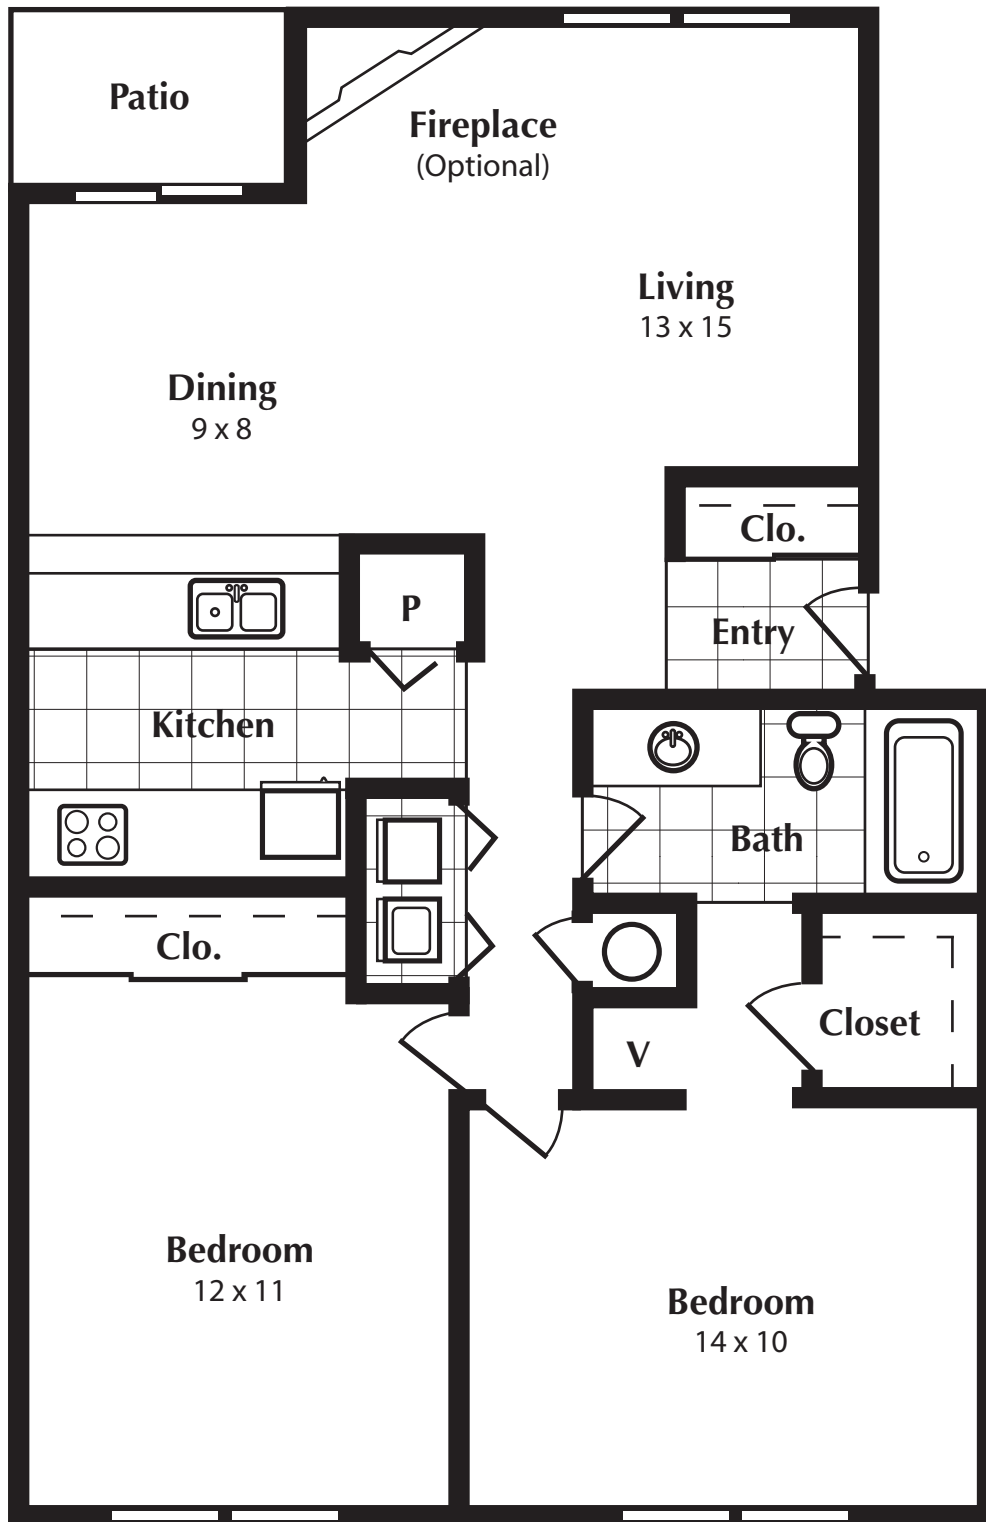 Patio
Fireplace
(Optional)
Living
13 x 15
Dining
9 x 8
Clo.
P
Entry
Kitchen
Bath
Clo.
Closet
V
Bedroom
12 x 11
Bedroom
14 x 10